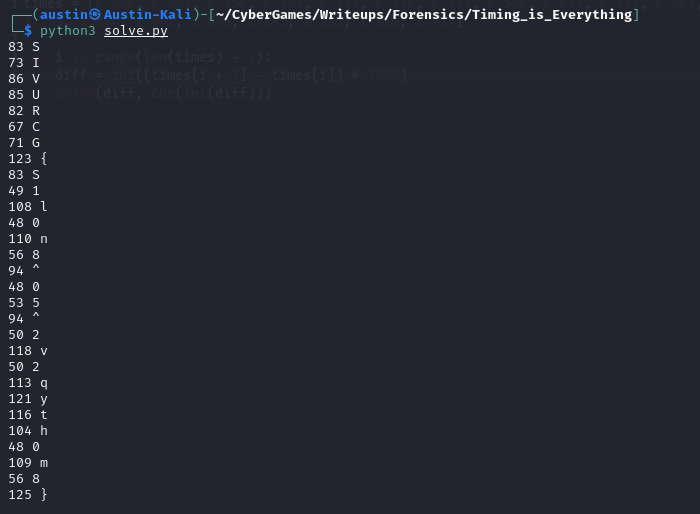 ┌──(austin㉿Austin-Kali)-[~/CyberGames/Writeups/Forensics/Timing_is_Everything]
└─$ python3 solve.py
83 S
73 I
86 V
85 U
82 R
67 C
71 G
123 {
83 S
49 1
108 l
48 0
110 n
56 8
94 ^
48 0
53 5
94 ^
50 2
118 v
50 2
113 q
121 y
116 t
104 h
48 0
109 m
56 8
125 }